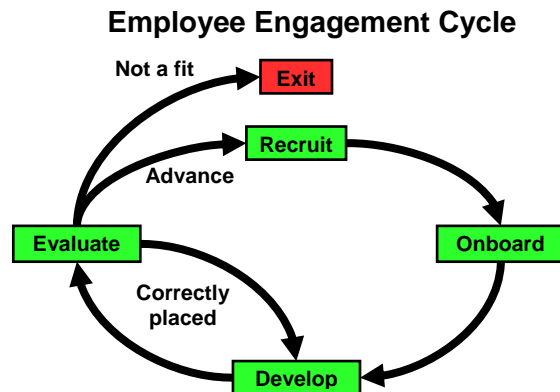 Employee Engagement Cycle
Not a fit
Exit
Recruit
Advance
Evaluate
Onboard
Correctly
placed
Develop